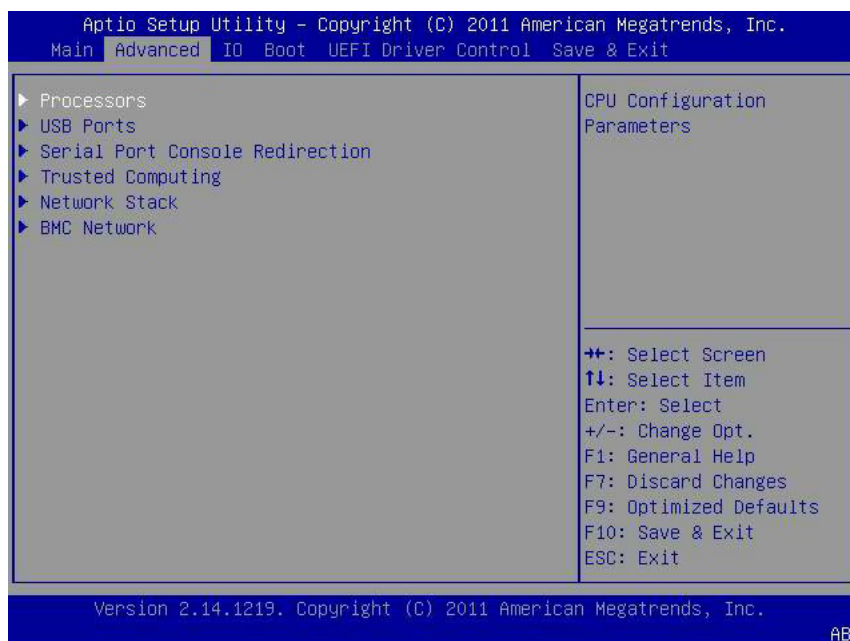 Aptio Setup Utility – Copyright (C) 2011 American Megatrends, Inc.
Main Advanced IO Boot UEFI Driver Control Save & Exit
▶ Processors
▶ USB Ports
▶ Serial Port Console Redirection
▶ Trusted Computing
▶ Network Stack
▶ BMC Network
CPU Configuration
Parameters
→←: Select Screen
↑↓: Select Item
Enter: Select
+/-: Change Opt.
F1: General Help
F7: Discard Changes
F9: Optimized Defaults
F10: Save & Exit
ESC: Exit
Version 2.14.1219. Copyright (C) 2011 American Megatrends, Inc.
AB